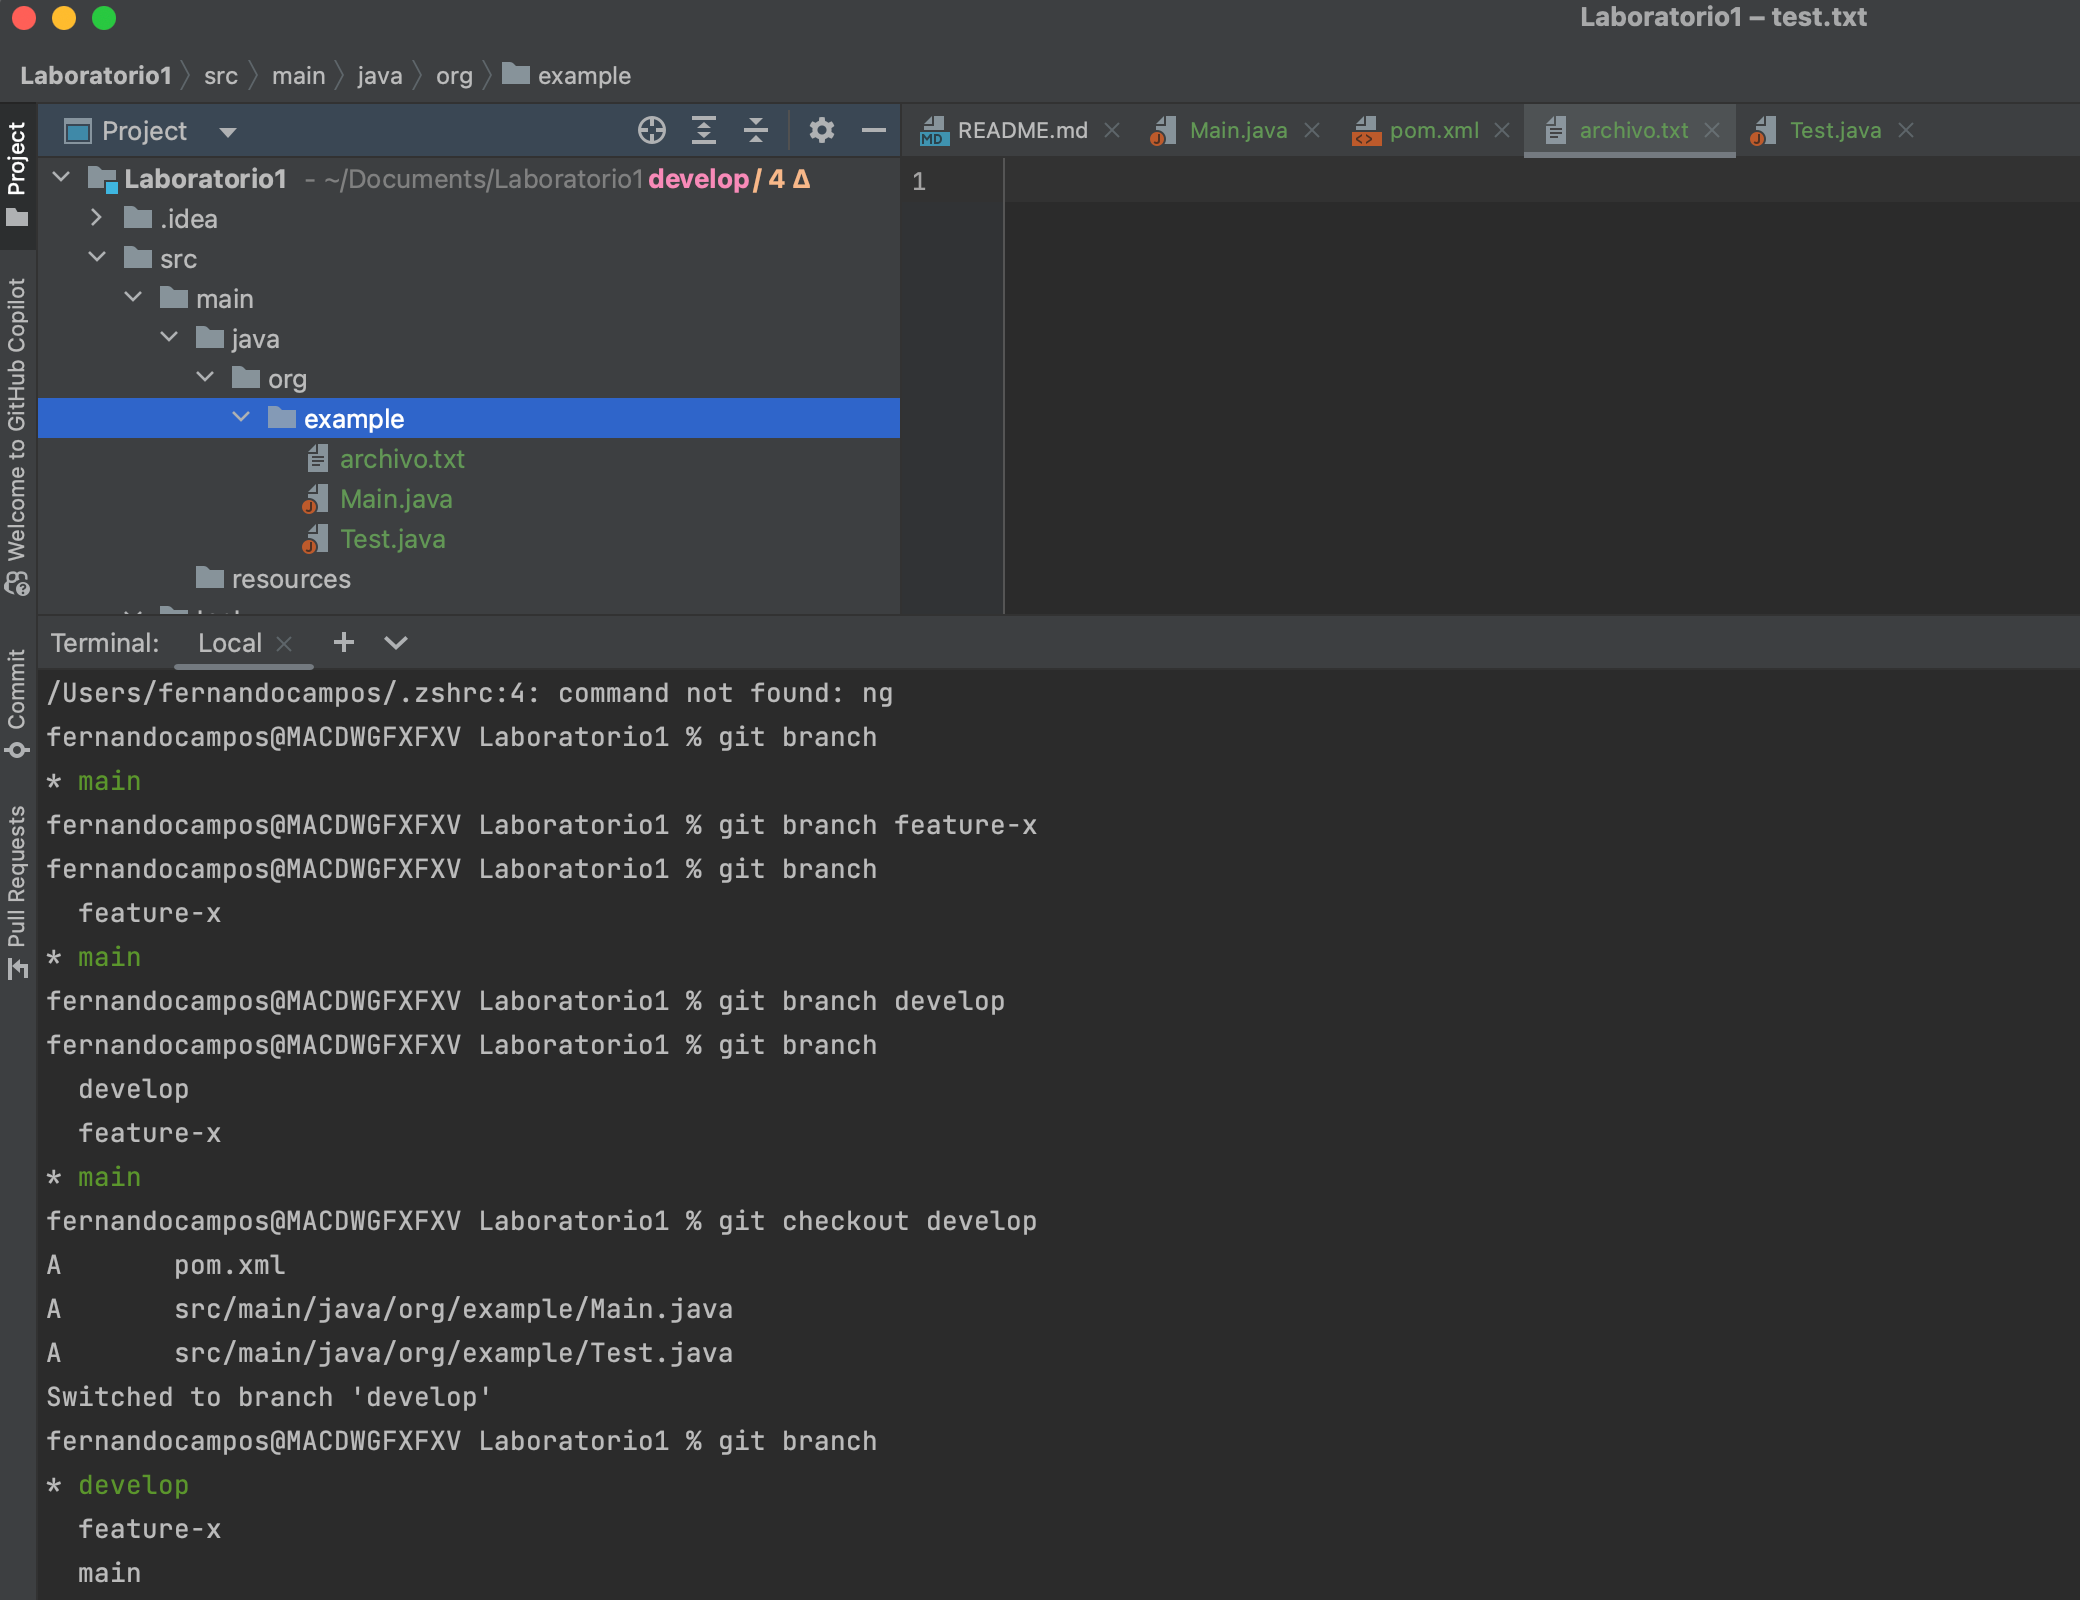 Laboratorio1 – test.txt
Laboratorio1 src main java org example
Project
README.md Main.java pom.xml archivo.txt Test.java
Project
Laboratorio1 - ~/Documents/Laboratorio1 develop / 4 Δ
1
.idea
src
main
java
org
example
archivo.txt
Main.java
Test.java
resources
Welcome to GitHub Copilot
Commit
Pull Requests
Terminal: Local
/Users/fernandocampos/.zshrc:4: command not found: ng
fernandocampos@MACDWGFXFXV Laboratorio1 % git branch
* main
fernandocampos@MACDWGFXFXV Laboratorio1 % git branch feature-x
fernandocampos@MACDWGFXFXV Laboratorio1 % git branch
feature-x
* main
fernandocampos@MACDWGFXFXV Laboratorio1 % git branch develop
fernandocampos@MACDWGFXFXV Laboratorio1 % git branch
develop
feature-x
* main
fernandocampos@MACDWGFXFXV Laboratorio1 % git checkout develop
A pom.xml
A src/main/java/org/example/Main.java
A src/main/java/org/example/Test.java
Switched to branch 'develop'
fernandocampos@MACDWGFXFXV Laboratorio1 % git branch
* develop
feature-x
main